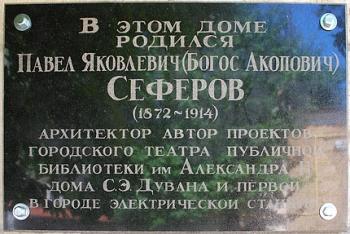 В ЭТОМ ДОМЕ
РОДИЛСЯ
ПАВЕЛ ЯКОВЛЕВИЧ (БОГОС АКОПОВИЧ)
СЕФЕРОВ
(1872~1914)
АРХИТЕКТОР АВТОР ПРОЕКТОВ
ГОРОДСКОГО ТЕАТРА ПУБЛИЧНОЙ
БИБЛИОТЕКИ ИМ АЛЕКСАНДРА
ДОМА С.Э. ДУВАНА И ПЕРВОЙ
В ГОРОДЕ ЭЛЕКТРИЧЕСКОЙ СТАНЦИИ